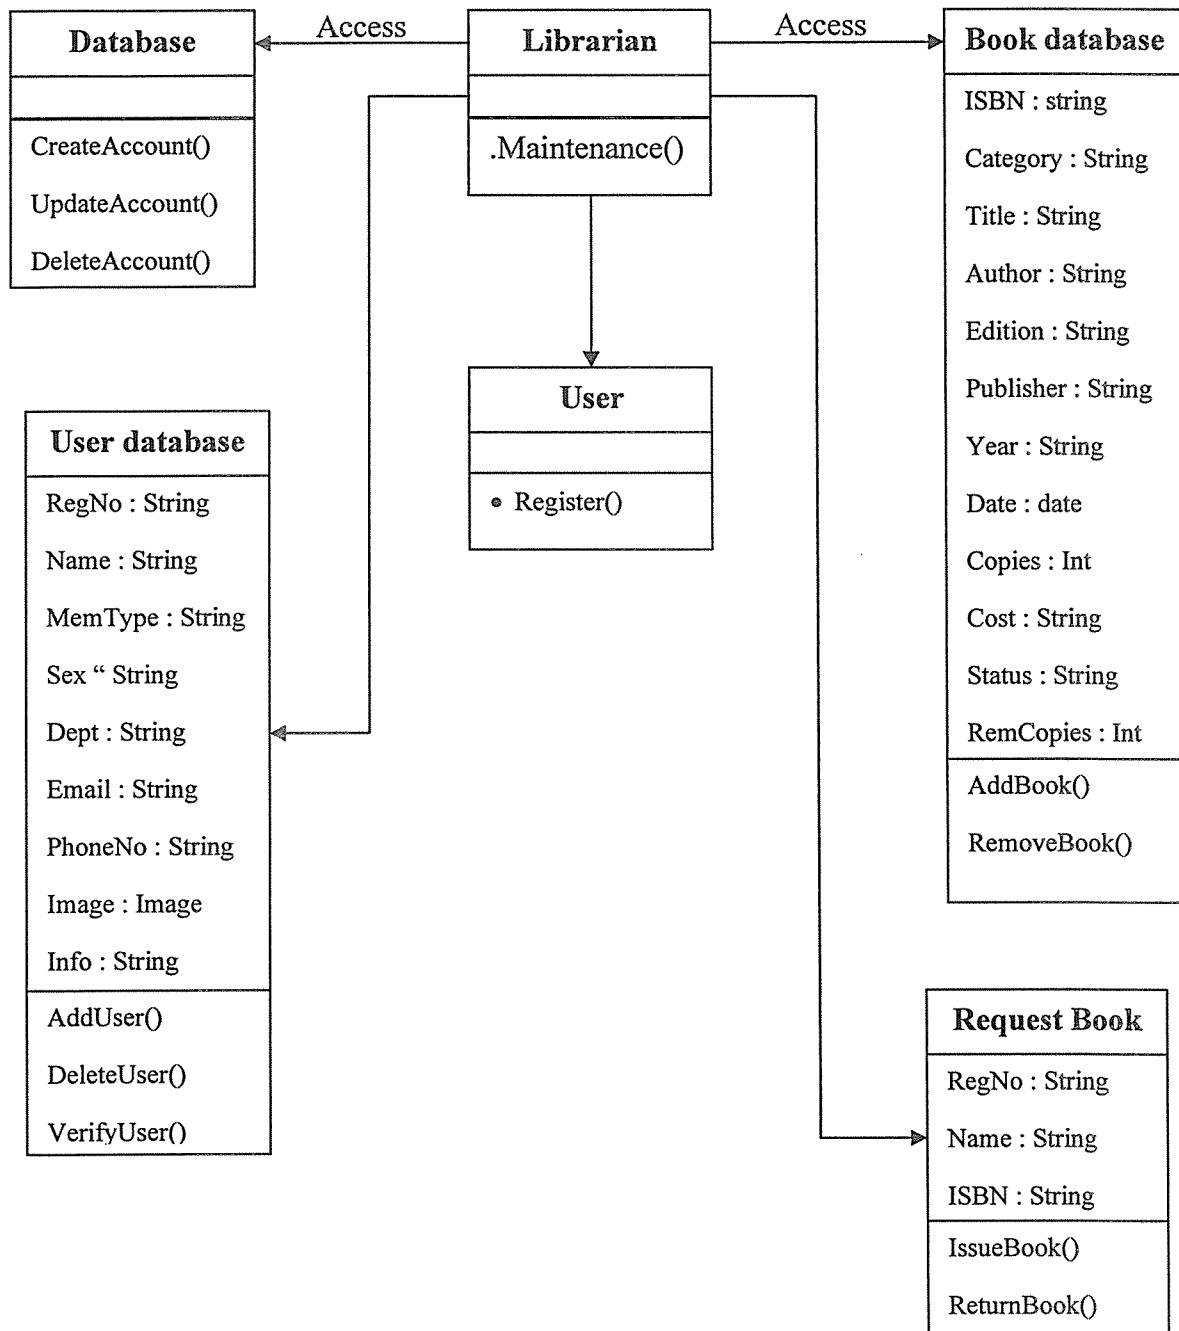 Database
CreateAccount()
UpdateAccount()
DeleteAccount()
Access
Librarian
.Maintenance()
Access
Book database
ISBN : string
Category : String
Title : String
Author : String
Edition : String
Publisher : String
Year : String
Date : date
Copies : Int
Cost : String
Status : String
RemCopies : Int
AddBook()
RemoveBook()
User
• Register()
User database
RegNo : String
Name : String
MemType : String
Sex “ String
Dept : String
Email : String
PhoneNo : String
Image : Image
Info : String
AddUser()
DeleteUser()
VerifyUser()
Request Book
RegNo : String
Name : String
ISBN : String
IssueBook()
ReturnBook()